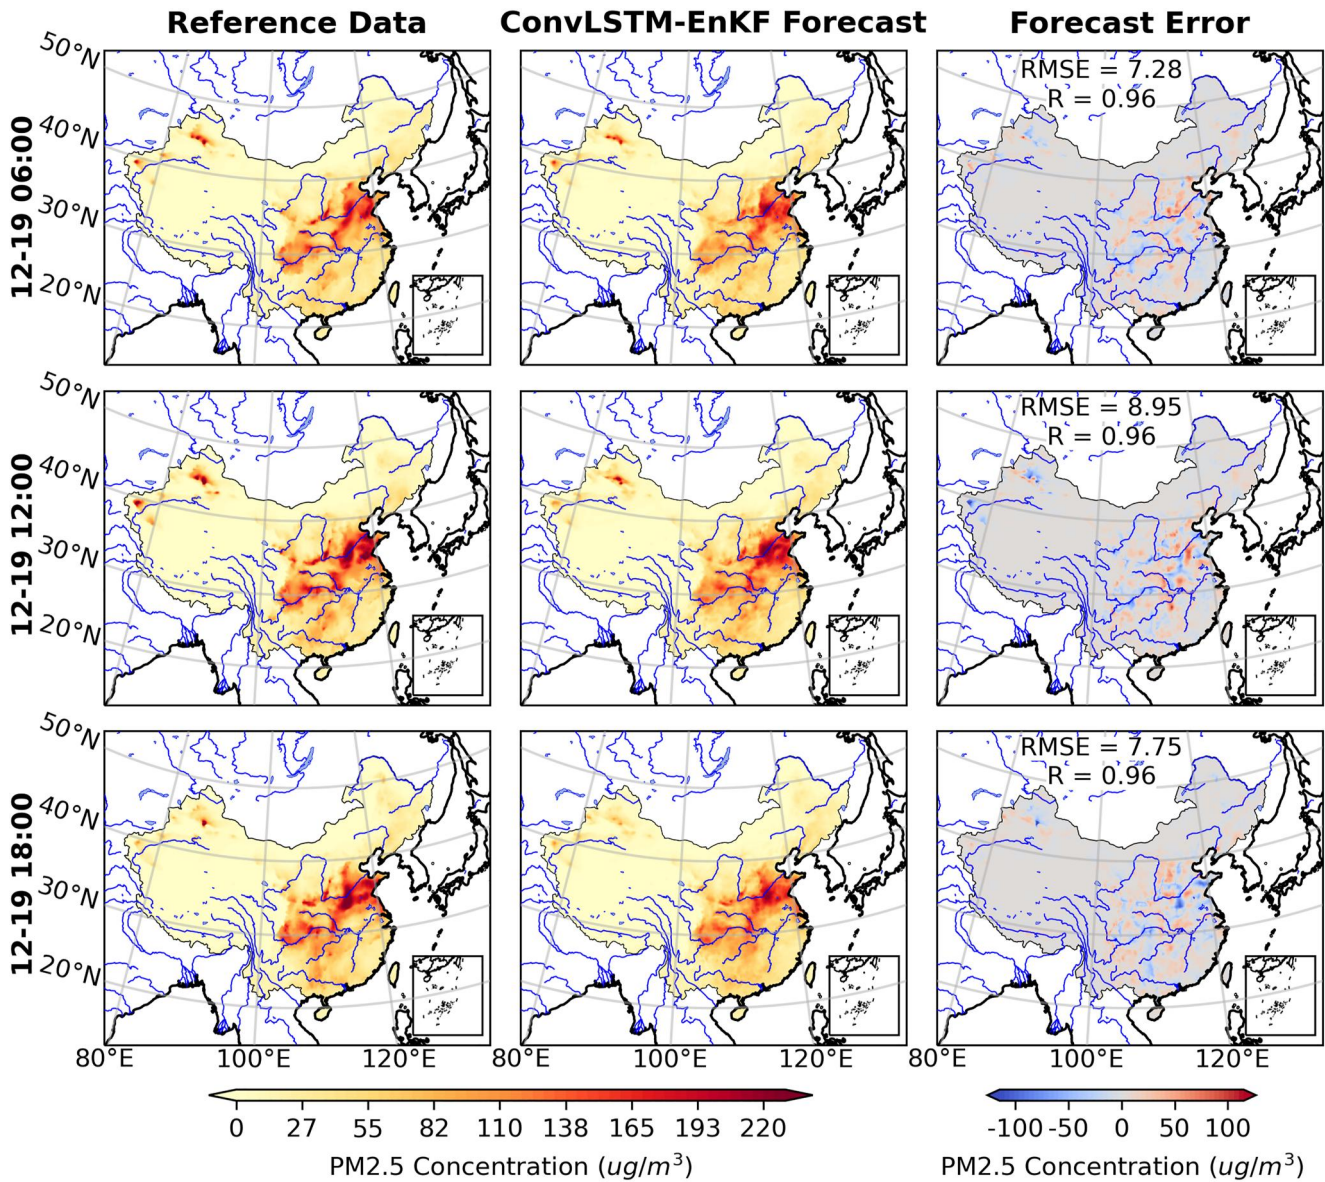 Reference Data
ConvLSTM-EnKF Forecast
Forecast Error
12-19 06:00
50°N
40°N
30°N
20°N
RMSE = 7.28
R = 0.96
12-19 12:00
50°N
40°N
30°N
20°N
RMSE = 8.95
R = 0.96
12-19 18:00
50°N
40°N
30°N
20°N
RMSE = 7.75
R = 0.96
80°E 100°E 120°E
80°E 100°E 120°E
80°E 100°E 120°E
0 27 55 82 110 138 165 193 220
PM2.5 Concentration (ug/m³)
-100 -50 0 50 100
PM2.5 Concentration (ug/m³)